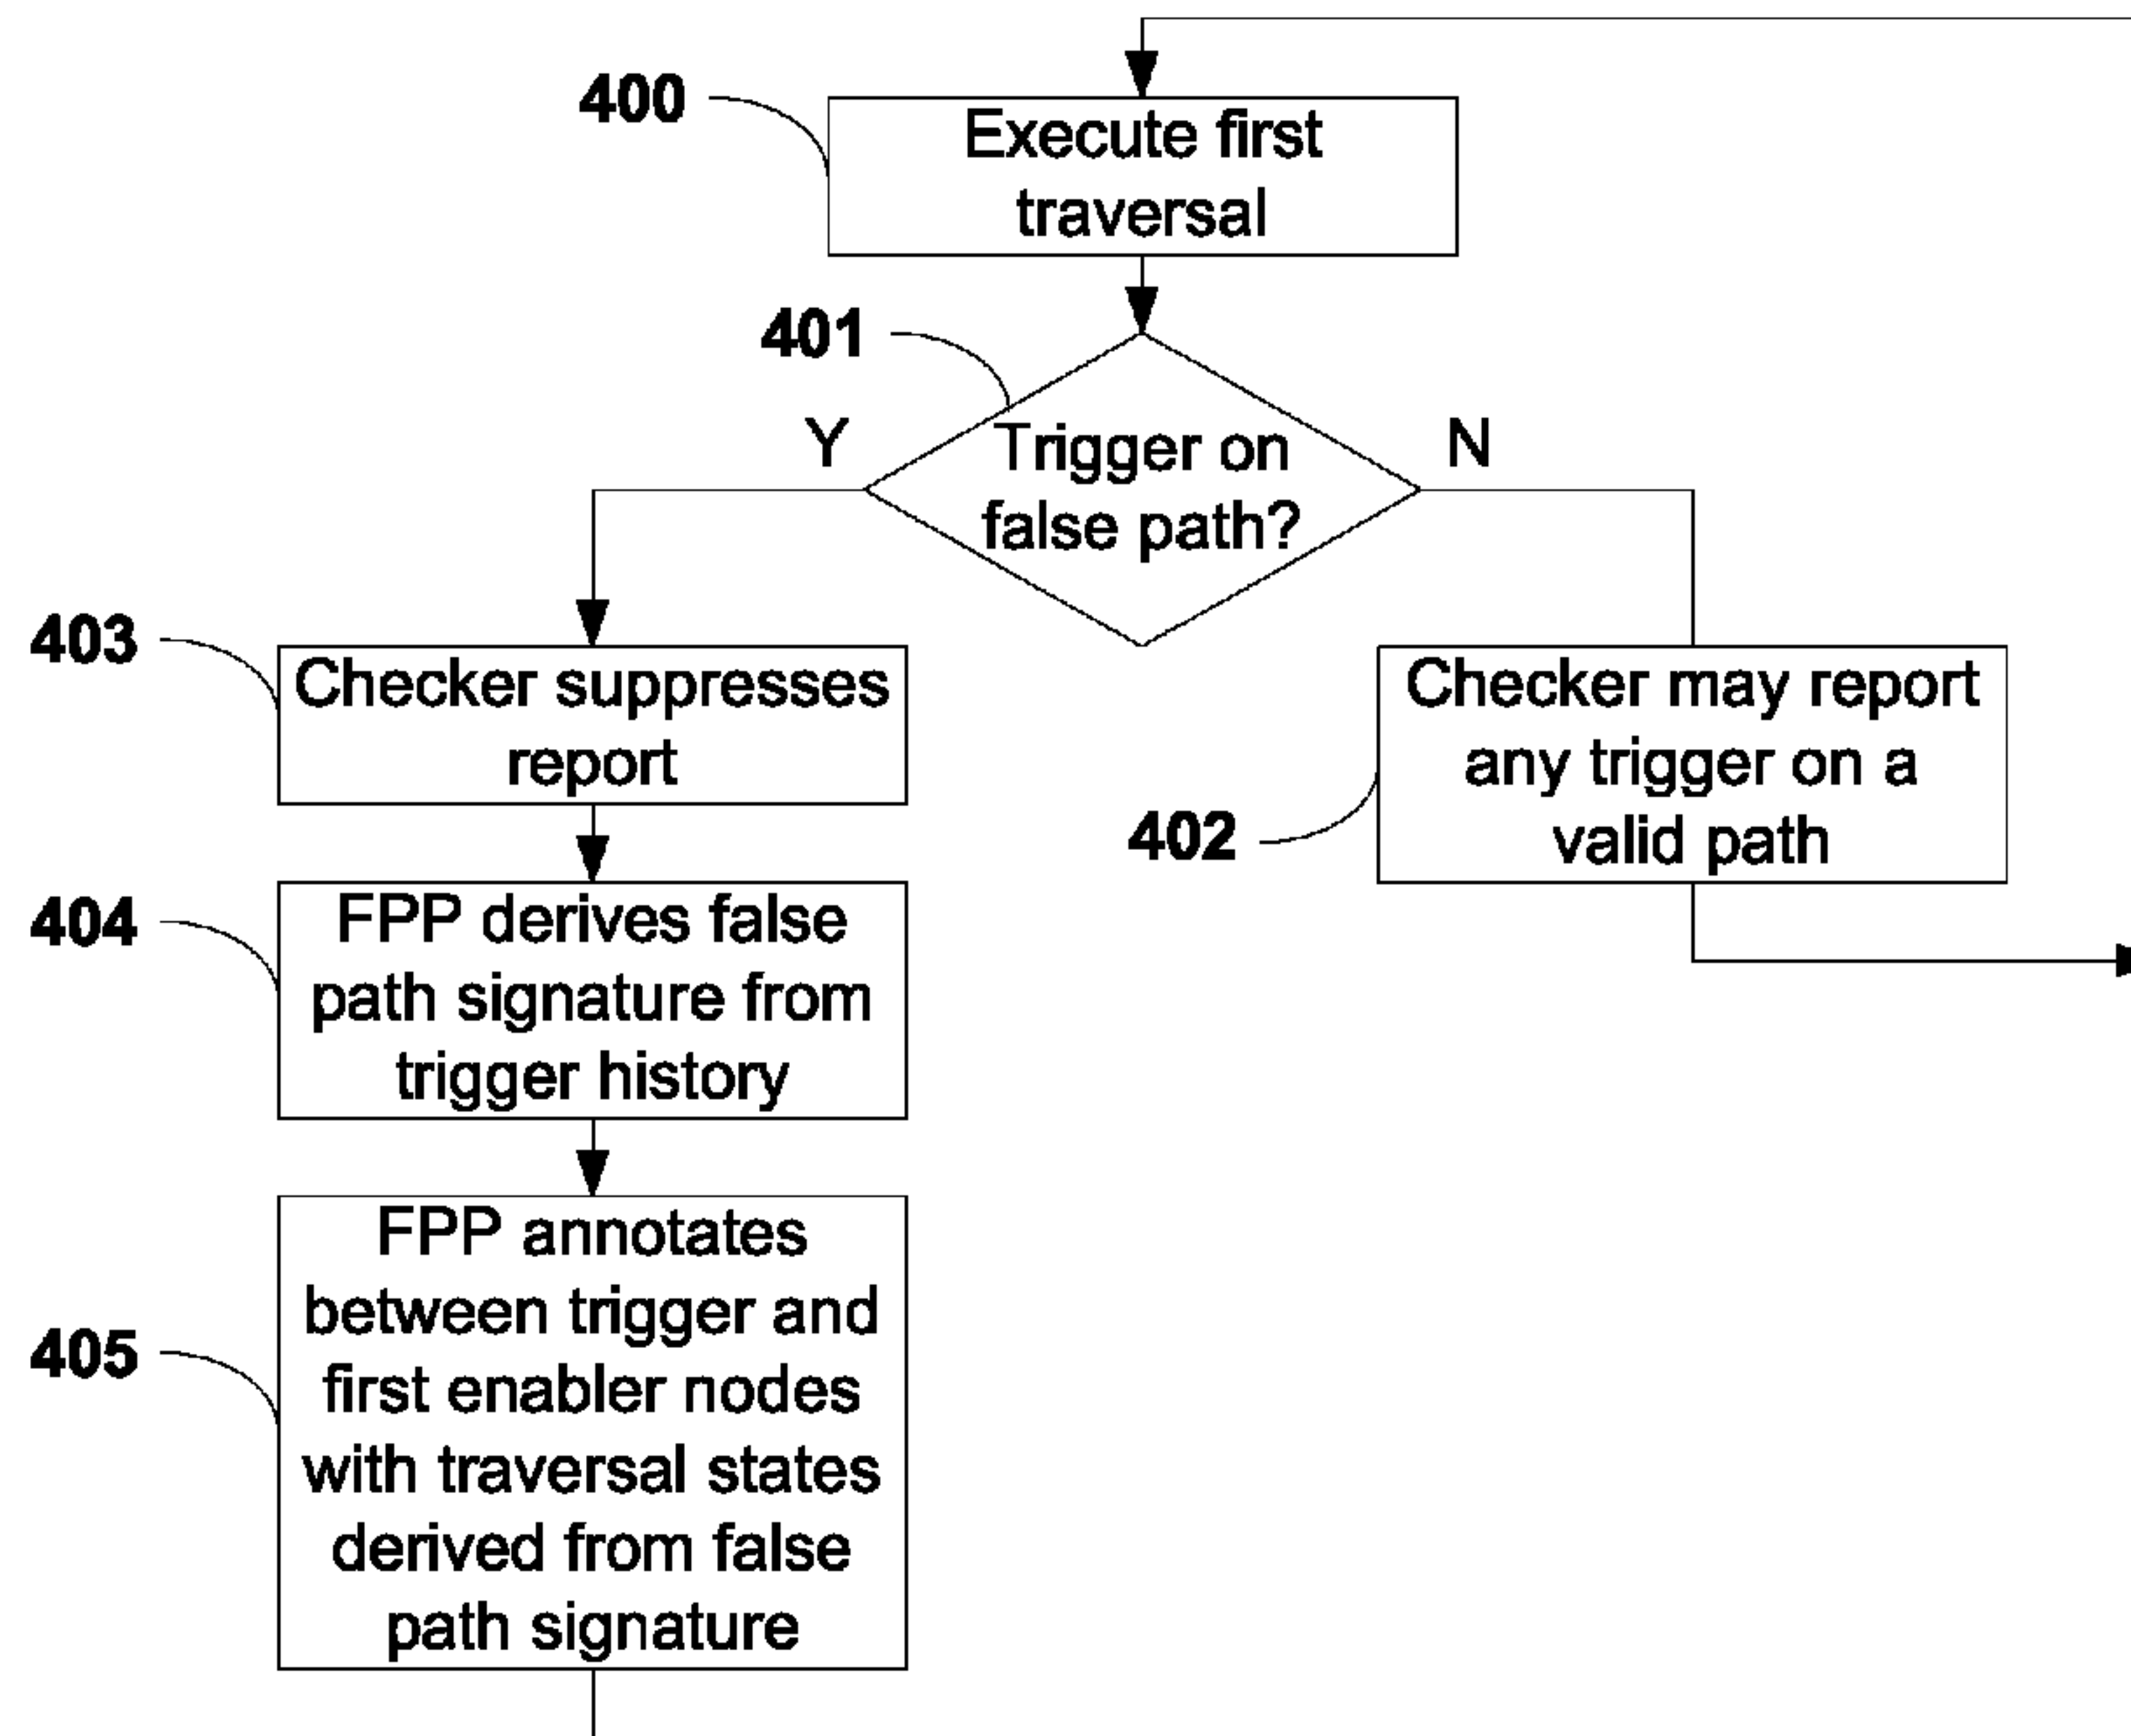 400
Execute first
traversal
401
Y
N
Trigger on
false path?
403
Checker suppresses
report
402
Checker may report
any trigger on a
valid path
404
FPP derives false
path signature from
trigger history
405
FPP annotates
between trigger and
first enabler nodes
with traversal states
derived from false
path signature